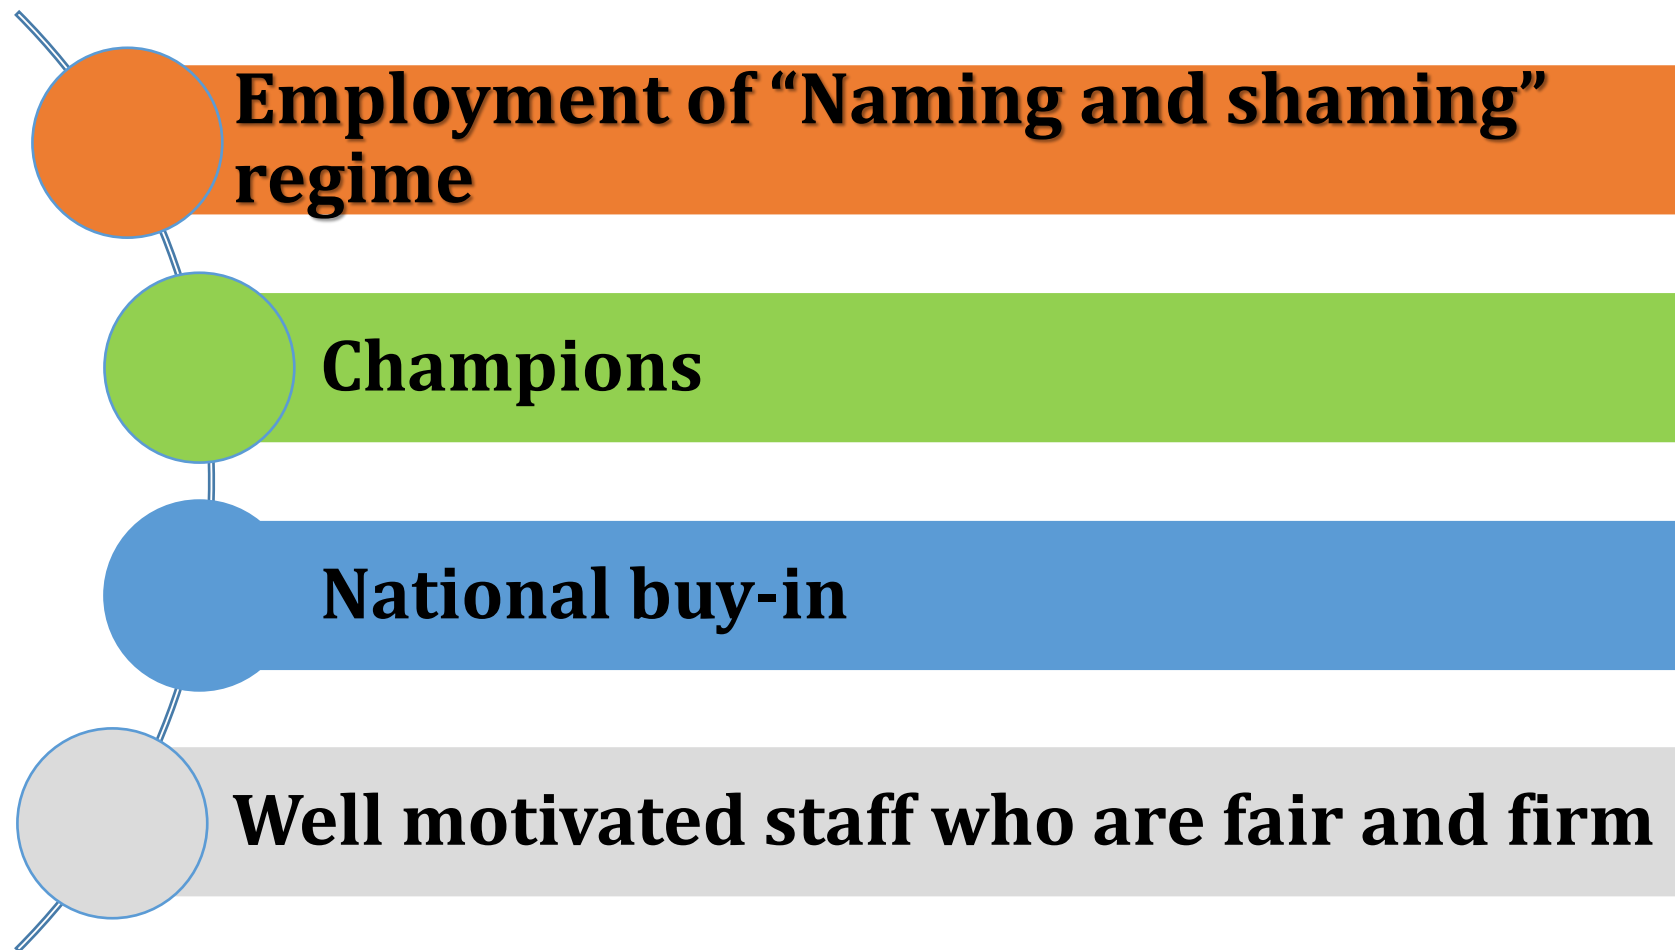 Employment of “Naming and shaming”
regime
Champions
National buy-in
Well motivated staff who are fair and firm